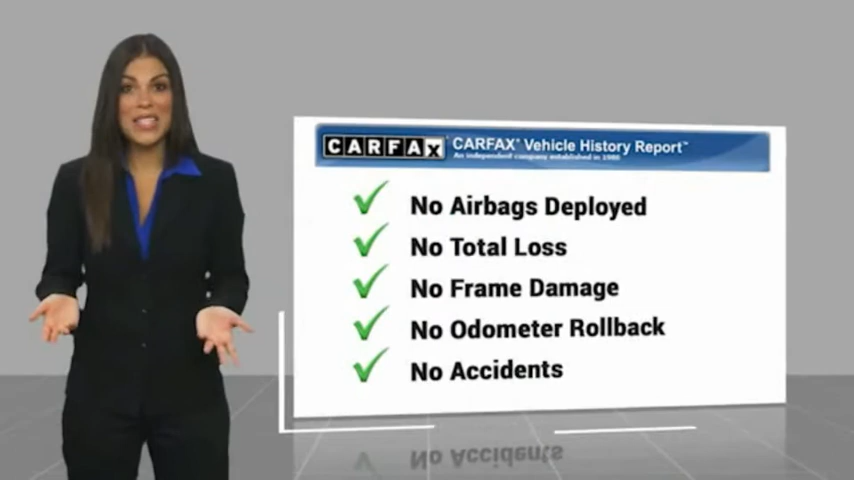 CARFAX CARFAX® Vehicle History Report™
An independent company established in 1986
No Airbags Deployed
No Total Loss
No Frame Damage
No Odometer Rollback
No Accidents
No Accidents